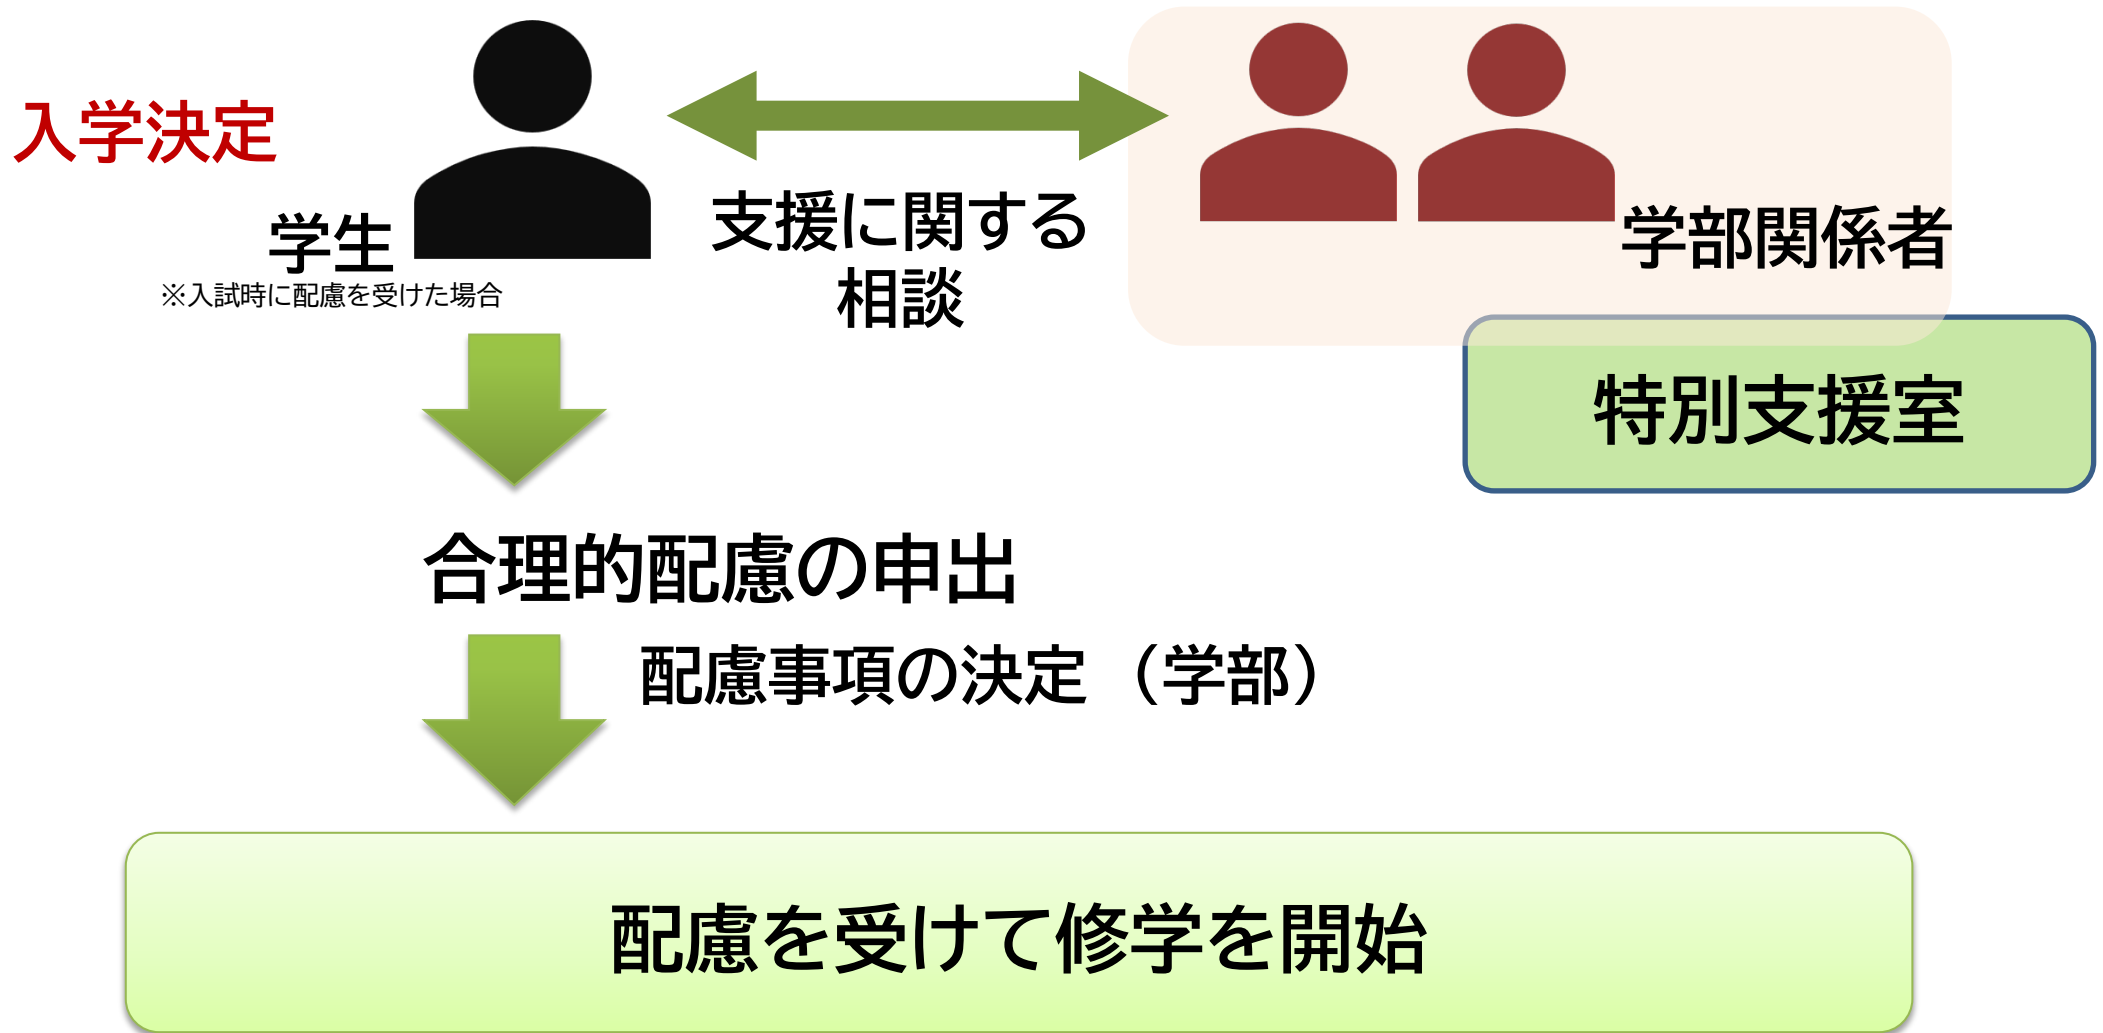 入学決定
学生
※入試時に配慮を受けた場合
支援に関する
相談
学部関係者
特別支援室
合理的配慮の申出
配慮事項の決定（学部）
配慮を受けて修学を開始